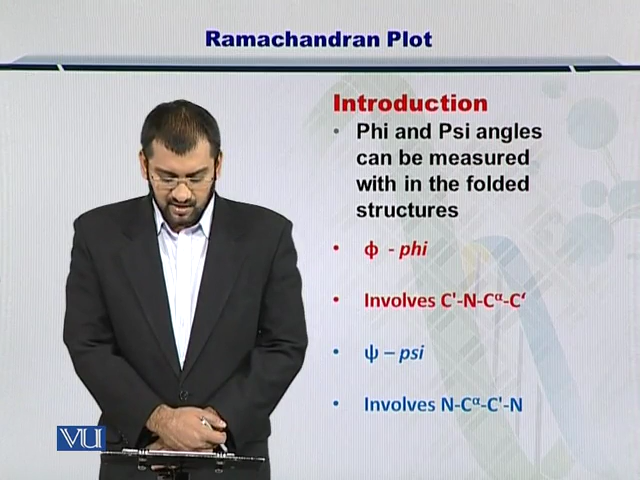 Ramachandran Plot
Introduction
• Phi and Psi angles
can be measured
with in the folded
structures
• ϕ - phi
• Involves C'-N-Cα-C‘
• ψ – psi
• Involves N-Cα-C'-N
VU